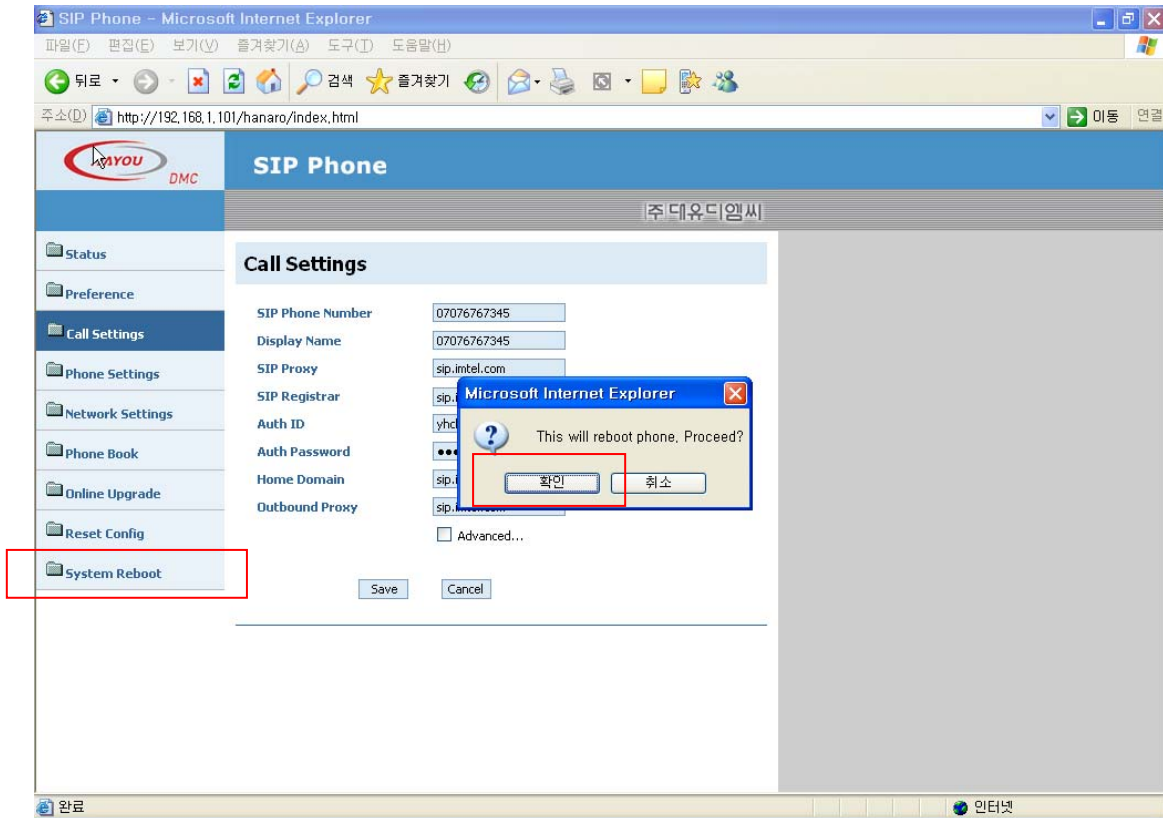 SIP Phone - Microsoft Internet Explorer
파일(F) 편집(E) 보기(V) 즐겨찾기(A) 도구(T) 도움말(H)
뒤로 검색 즐겨찾기
주소(D) http://192.168.1.101/hanaro/index.html 이동 연결
DMC
SIP Phone
주대유디엠씨
Status
Preference
Call Settings
Phone Settings
Network Settings
Phone Book
Online Upgrade
Reset Config
System Reboot
Call Settings
SIP Phone Number 07076767345
Display Name 07076767345
SIP Proxy sip.imtel.com
SIP Registrar
Auth ID
Auth Password
Home Domain
Outbound Proxy
Advanced...
Save Cancel
Microsoft Internet Explorer
This will reboot phone. Proceed?
확인 취소
완료 인터넷